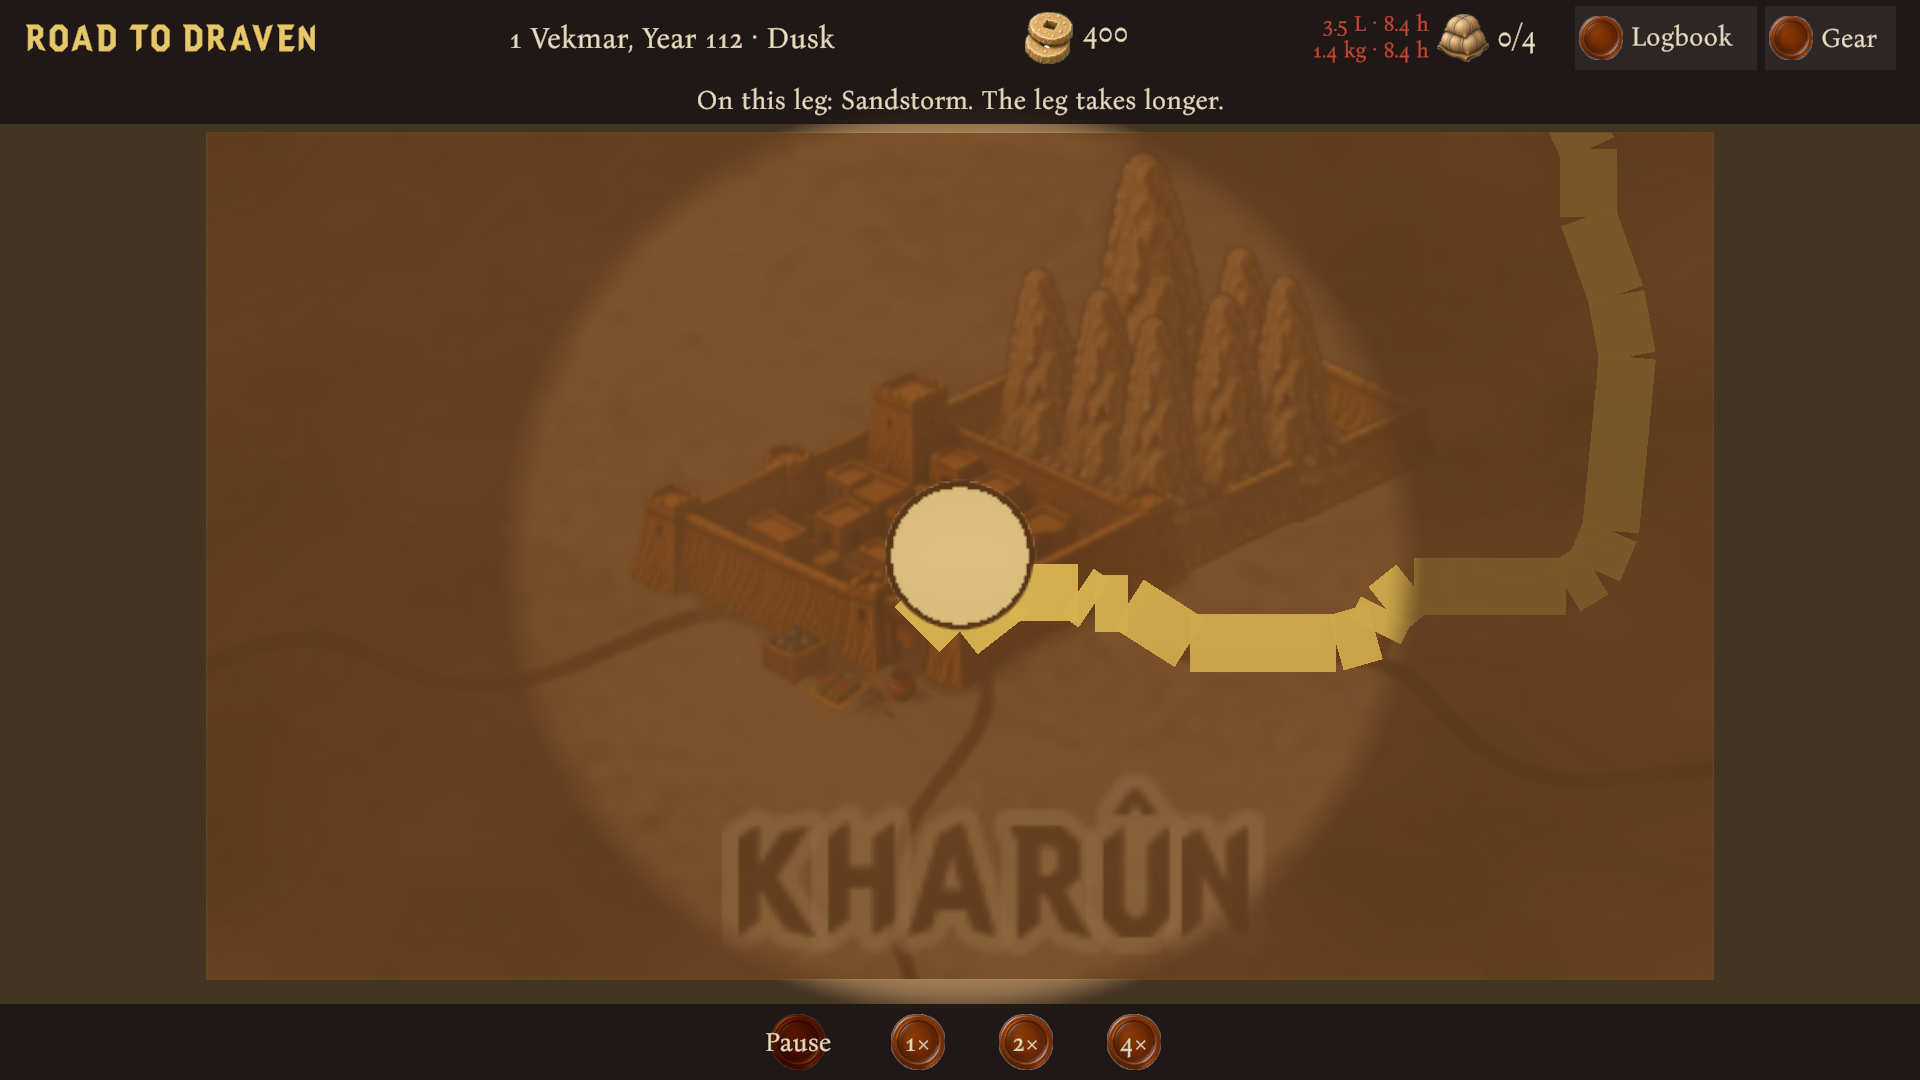 ROAD TO DRAVEN
1 Vekmar, Year 112 · Dusk
400
3.5 L · 8.4 h
1.4 kg · 8.4 h
0/4
Logbook
Gear
On this leg: Sandstorm. The leg takes longer.
KHARÛN
Pause
1×
2×
4×